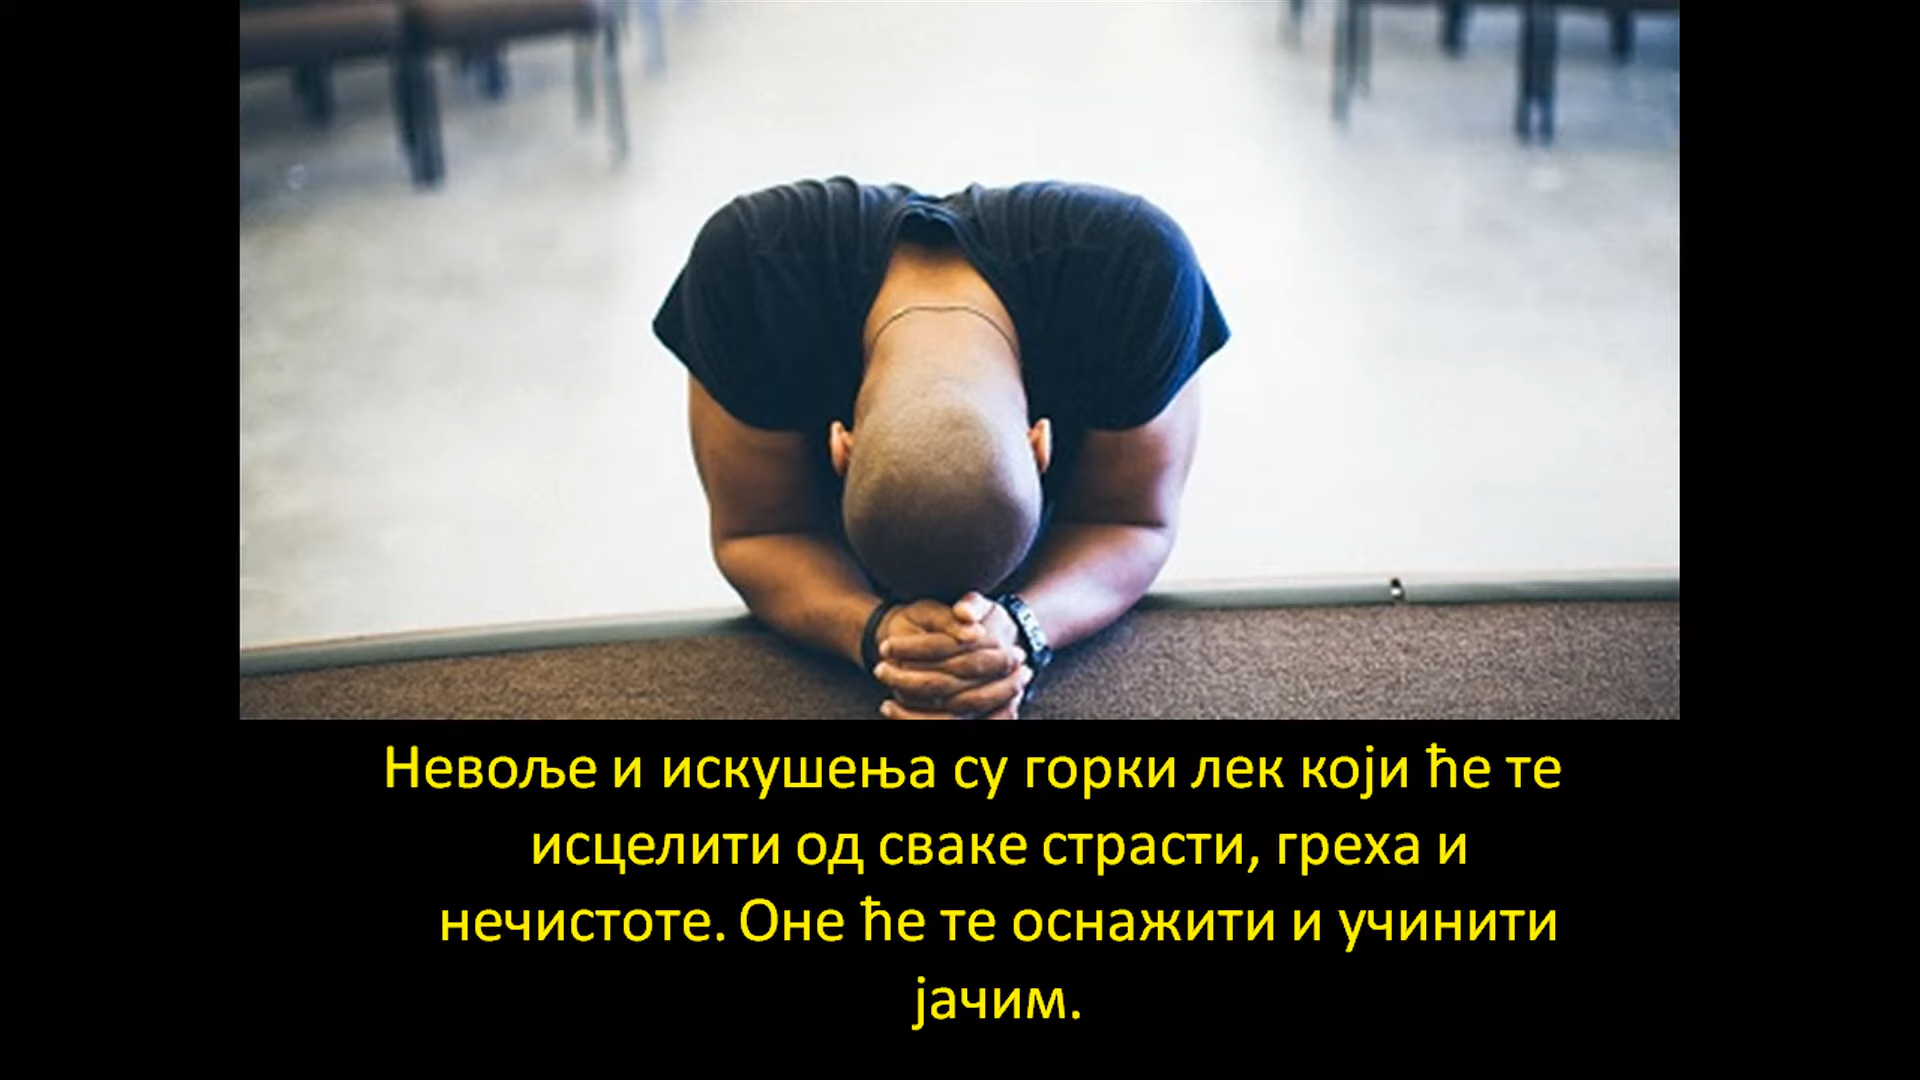 Невоље и искушења су горки лек који ће те
исцелити од сваке страсти, греха и
нечистоте. Оне ће те оснажити и учинити
јачим.